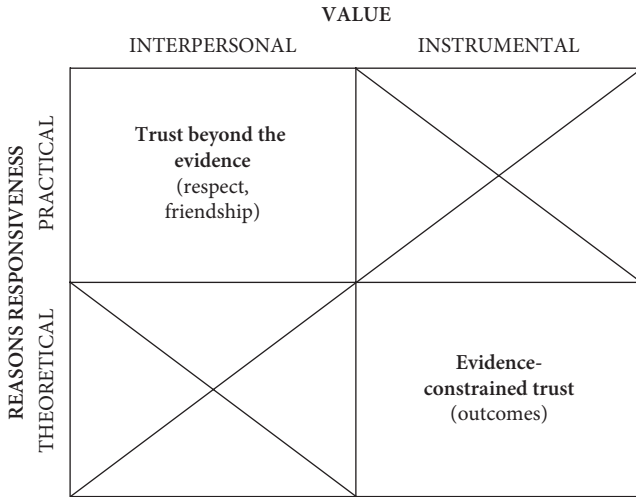 VALUE
INTERPERSONAL INSTRUMENTAL
REASONS RESPONSIVENESS
PRACTICAL
Trust beyond the
evidence
(respect,
friendship)
THEORETICAL
Evidence-
constrained trust
(outcomes)